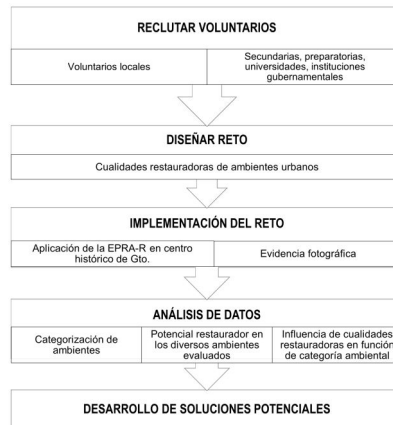 RECLUTAR VOLUNTARIOS
Voluntarios locales
Secundarias, preparatorias,
universidades, instituciones
gubernamentales
DISEÑAR RETO
Cualidades restauradoras de ambientes urbanos
IMPLEMENTACIÓN DEL RETO
Aplicación de la EPRA-R en centro
histórico de Gto.
Evidencia fotográfica
ANÁLISIS DE DATOS
Categorización de
ambientes
Potencial restaurador en
los diversos ambientes
evaluados
Influencia de cualidades
restauradoras en función
de categoría ambiental
DESARROLLO DE SOLUCIONES POTENCIALES